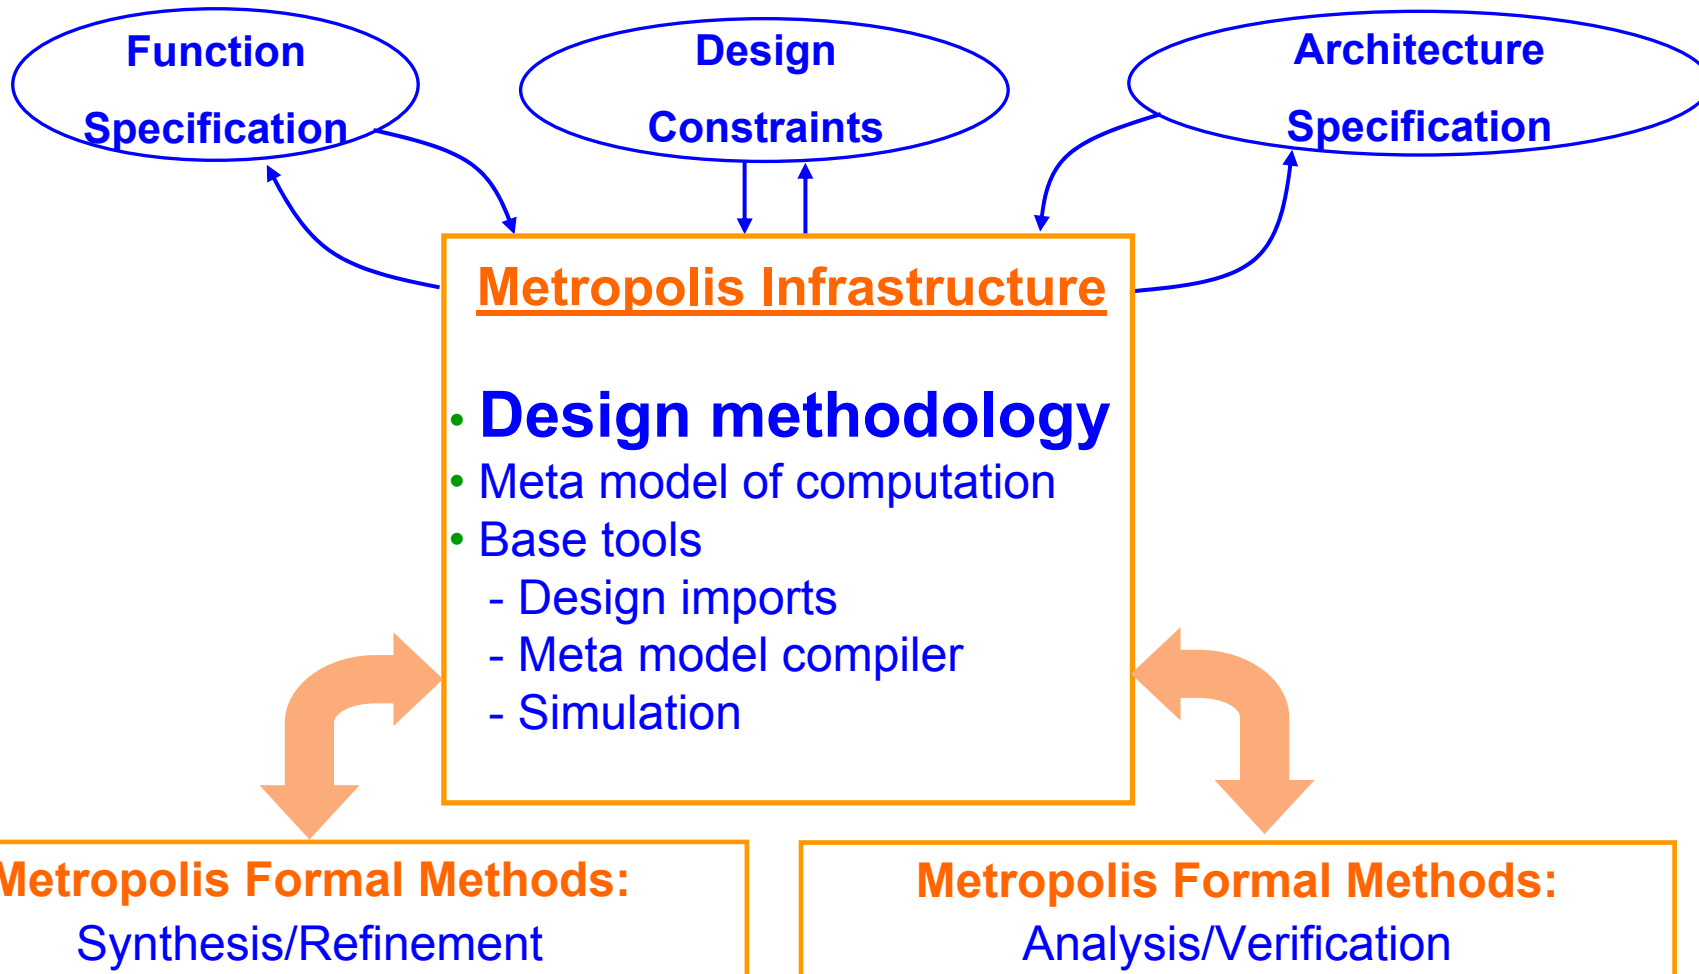 Function
Specification
Design
Constraints
Architecture
Specification
Metropolis Infrastructure
• Design methodology
• Meta model of computation
• Base tools
- Design imports
- Meta model compiler
- Simulation
Metropolis Formal Methods:
Synthesis/Refinement
Metropolis Formal Methods:
Analysis/Verification